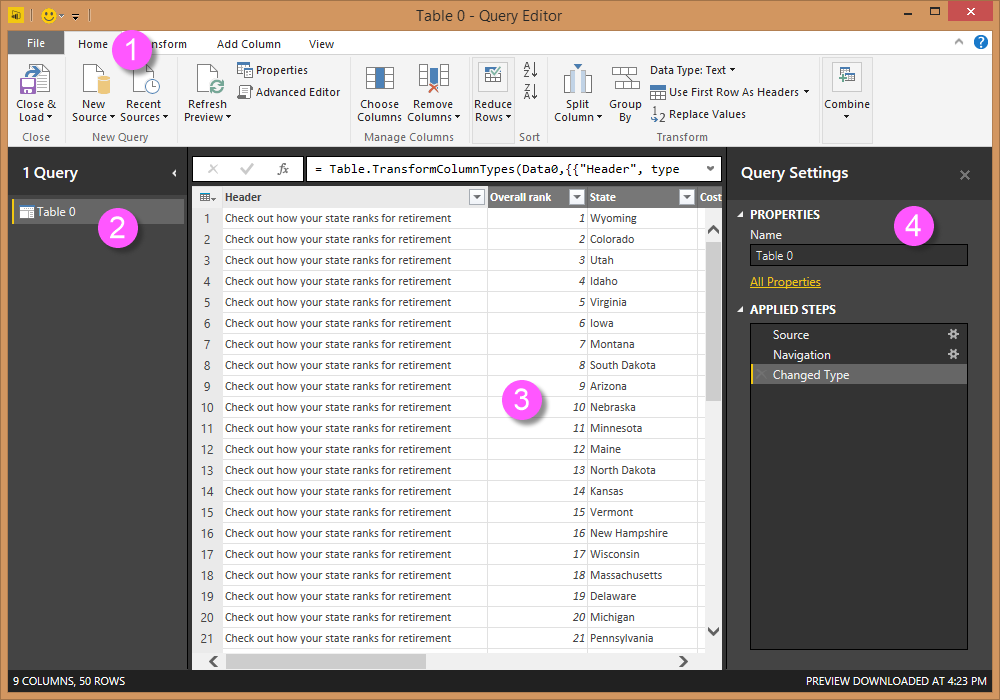 Table 0 - Query Editor
File Home 1 nsform Add Column View
Close & Load
New Source
Recent Sources
Refresh Preview
Properties
Advanced Editor
Choose Columns
Remove Columns
Reduce Rows
Split Column
Group By
Data Type: Text
Use First Row As Headers
Replace Values
Combine
Close New Query Manage Columns Sort Transform
1 Query
Table 0
2
fx = Table.TransformColumnTypes(Data0,{{"Header", type
Header Overall rank State Cost
1 Check out how your state ranks for retirement 1 Wyoming
2 Check out how your state ranks for retirement 2 Colorado
3 Check out how your state ranks for retirement 3 Utah
4 Check out how your state ranks for retirement 4 Idaho
5 Check out how your state ranks for retirement 5 Virginia
6 Check out how your state ranks for retirement 6 Iowa
7 Check out how your state ranks for retirement 7 Montana
8 Check out how your state ranks for retirement 8 South Dakota
9 Check out how your state ranks for retirement 9 Arizona
3
10 Check out how your state ranks for retirement 10 Nebraska
11 Check out how your state ranks for retirement 11 Minnesota
12 Check out how your state ranks for retirement 12 Maine
13 Check out how your state ranks for retirement 13 North Dakota
14 Check out how your state ranks for retirement 14 Kansas
15 Check out how your state ranks for retirement 15 Vermont
16 Check out how your state ranks for retirement 16 New Hampshire
17 Check out how your state ranks for retirement 17 Wisconsin
18 Check out how your state ranks for retirement 18 Massachusetts
19 Check out how your state ranks for retirement 19 Delaware
20 Check out how your state ranks for retirement 20 Michigan
21 Check out how your state ranks for retirement 21 Pennsylvania
Query Settings
PROPERTIES
4
Name
Table 0
All Properties
APPLIED STEPS
Source
Navigation
Changed Type
9 COLUMNS, 50 ROWS
PREVIEW DOWNLOADED AT 4:23 PM